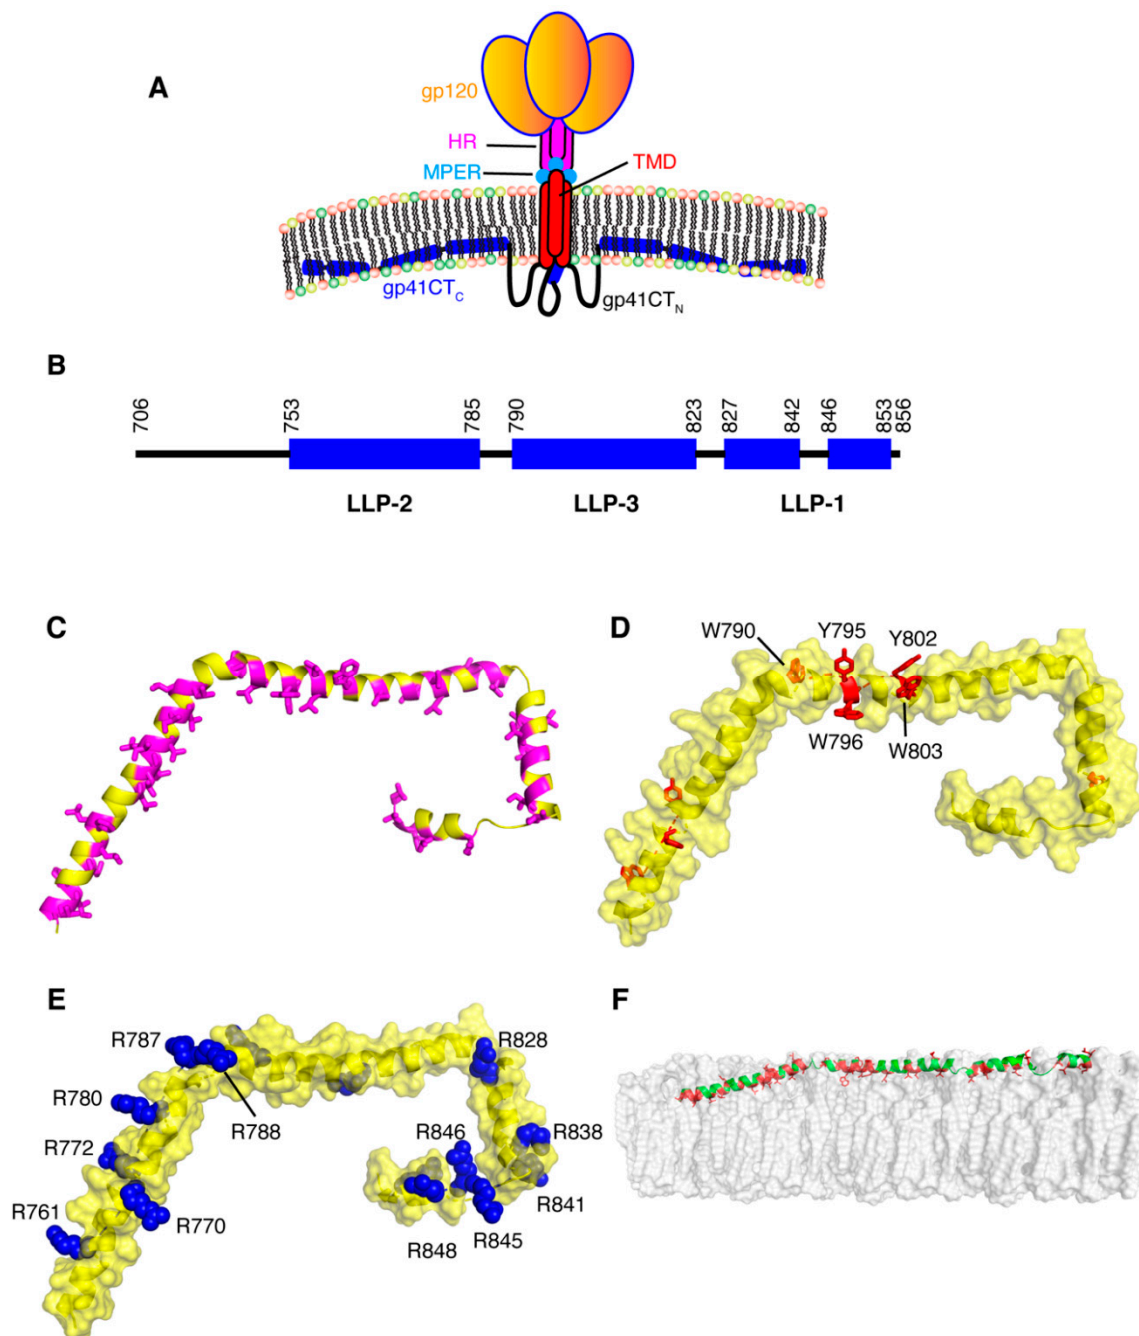 A
gp120
HR
MPER
TMD
gp41CTC
gp41CTN
B
706 753 785 790 823 827 842 846 853 856
LLP-2 LLP-3 LLP-1
C
D
W790 Y795 Y802
W796 W803
E
R787 R828
R780 R788 R846 R838
R772
R761 R770 R841
R848 R845
F